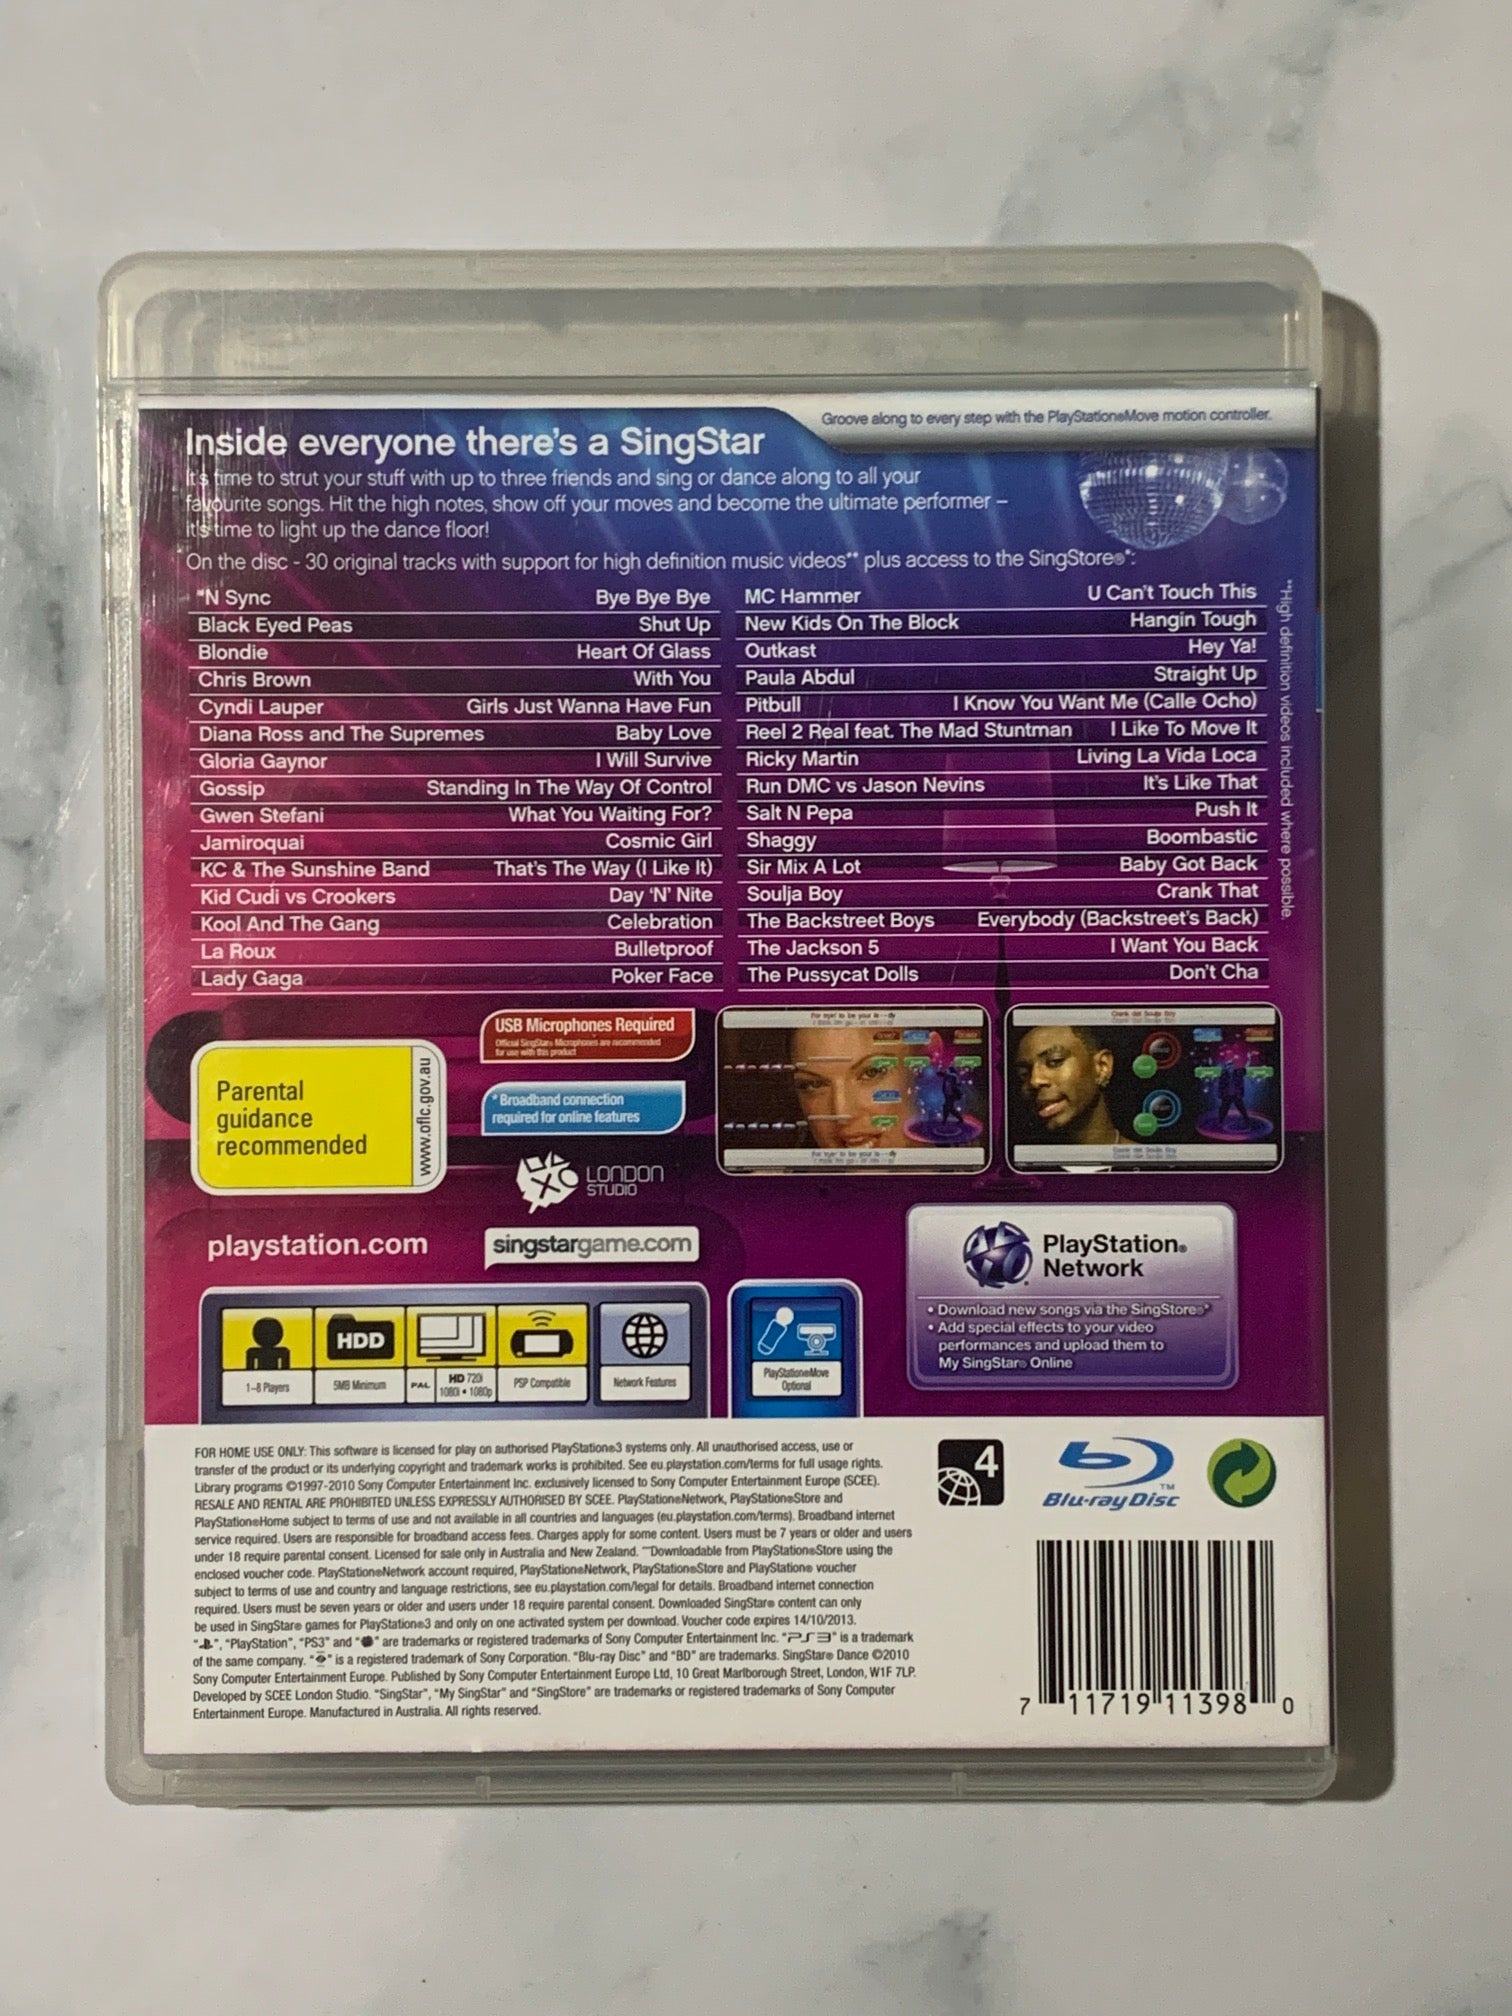 Groove along to every step with the PlayStation®Move motion controller.
Inside everyone there's a SingStar
It's time to strut your stuff with up to three friends and sing or dance along to all your
favourite songs. Hit the high notes, show off your moves and become the ultimate performer –
it's time to light up the dance floor!
On the disc - 30 original tracks with support for high definition music videos** plus access to the SingStore®*:
*N Sync Bye Bye Bye
Black Eyed Peas Shut Up
Blondie Heart Of Glass
Chris Brown With You
Cyndi Lauper Girls Just Wanna Have Fun
Diana Ross and The Supremes Baby Love
Gloria Gaynor I Will Survive
Gossip Standing In The Way Of Control
Gwen Stefani What You Waiting For?
Jamiroquai Cosmic Girl
KC & The Sunshine Band That's The Way (I Like It)
Kid Cudi vs Crookers Day 'N' Nite
Kool And The Gang Celebration
La Roux Bulletproof
Lady Gaga Poker Face
MC Hammer U Can't Touch This
New Kids On The Block Hangin Tough
Outkast Hey Ya!
Paula Abdul Straight Up
Pitbull I Know You Want Me (Calle Ocho)
Reel 2 Real feat. The Mad Stuntman I Like To Move It
Ricky Martin Living La Vida Loca
Run DMC vs Jason Nevins It's Like That
Salt N Pepa Push It
Shaggy Boombastic
Sir Mix A Lot Baby Got Back
Soulja Boy Crank That
The Backstreet Boys Everybody (Backstreet's Back)
The Jackson 5 I Want You Back
The Pussycat Dolls Don't Cha
**High definition videos included where possible.
Parental
guidance
recommended
www.oflc.gov.au
USB Microphones Required
Official SingStar® Microphones are recommended
for use with this product
*Broadband connection
required for online features
LONDON
STUDIO
playstation.com
singstargame.com
PlayStation®
Network
• Download new songs via the SingStore®*
• Add special effects to your video
performances and upload them to
My SingStar® Online
HDD
1-8 Players
5MB Minimum
PAL
HD 720i
1080i • 1080p
PSP Compatible
Network Features
PlayStation®Move
Optional
FOR HOME USE ONLY: This software is licensed for play on authorised PlayStation®3 systems only. All unauthorised access, use or
transfer of the product or its underlying copyright and trademark works is prohibited. See eu.playstation.com/terms for full usage rights.
Library programs ©1997-2010 Sony Computer Entertainment Inc. exclusively licensed to Sony Computer Entertainment Europe (SCEE).
RESALE AND RENTAL ARE PROHIBITED UNLESS EXPRESSLY AUTHORISED BY SCEE. PlayStation®Network, PlayStation®Store and
PlayStation®Home subject to terms of use and not available in all countries and languages (eu.playstation.com/terms). Broadband internet
service required. Users are responsible for broadband access fees. Charges apply for some content. Users must be 7 years or older and users
under 18 require parental consent. Licensed for sale only in Australia and New Zealand. ***Downloadable from PlayStation®Store using the
enclosed voucher code. PlayStation®Network account required, PlayStation®Network, PlayStation®Store and PlayStation® voucher
subject to terms of use and country and language restrictions, see eu.playstation.com/legal for details. Broadband internet connection
required. Users must be seven years or older and users under 18 require parental consent. Downloaded SingStar® content can only
be used in SingStar® games for PlayStation®3 and only on one activated system per download. Voucher code expires 14/10/2013.
" ", "PlayStation", "PS3" and " " are trademarks or registered trademarks of Sony Computer Entertainment Inc. "PS3" is a trademark
of the same company. " " is a registered trademark of Sony Corporation. "Blu-ray Disc" and "BD" are trademarks. SingStar® Dance ©2010
Sony Computer Entertainment Europe. Published by Sony Computer Entertainment Europe Ltd, 10 Great Marlborough Street, London, W1F 7LP.
Developed by SCEE London Studio. "SingStar", "My SingStar" and "SingStore" are trademarks or registered trademarks of Sony Computer
Entertainment Europe. Manufactured in Australia. All rights reserved.
4
Blu-ray Disc™
7 11719 11398 0